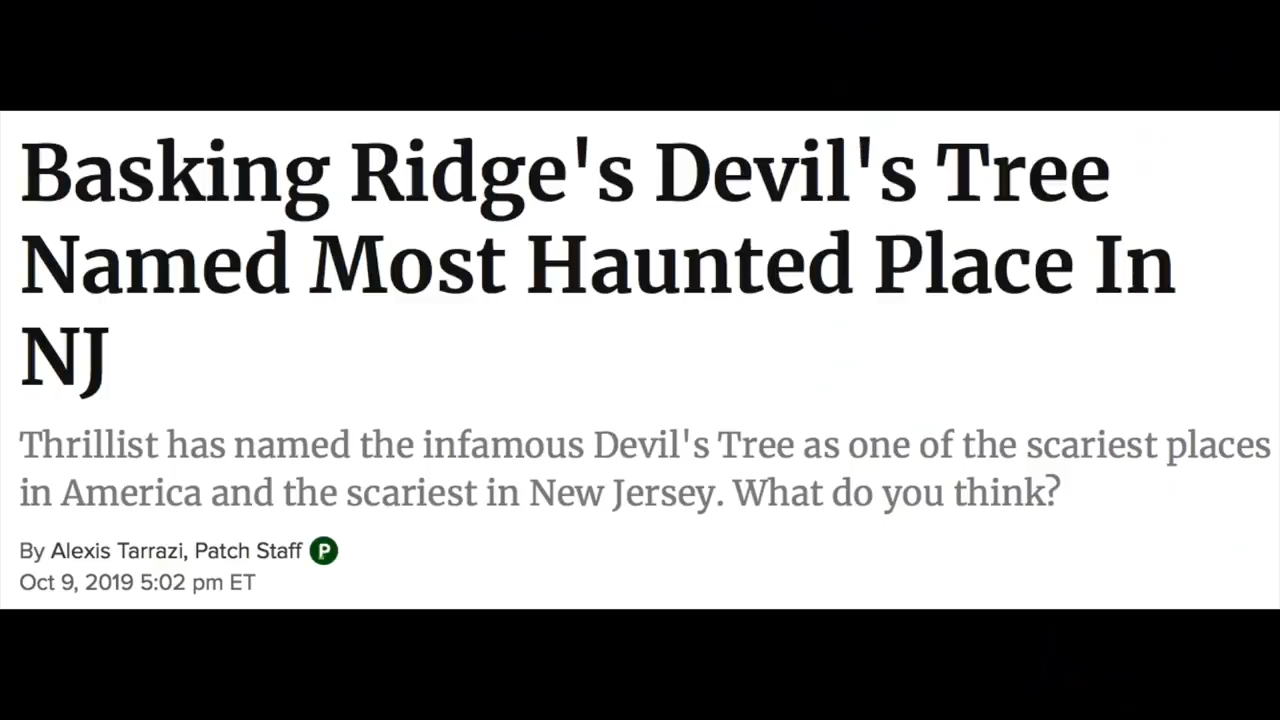 Basking Ridge's Devil's Tree
Named Most Haunted Place In
NJ
Thrillist has named the infamous Devil's Tree as one of the scariest places
in America and the scariest in New Jersey. What do you think?
By Alexis Tarrazi, Patch Staff P
Oct 9, 2019 5:02 pm ET